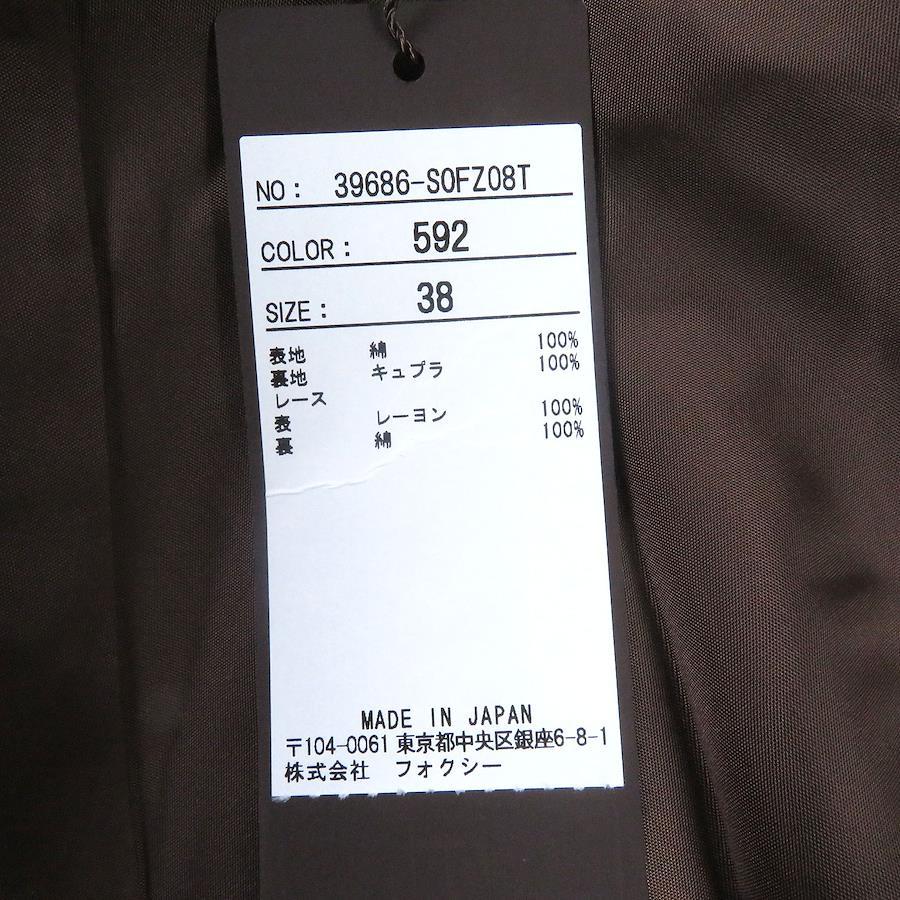 NO: 39686-S0FZ08T
COLOR: 592
SIZE: 38
表地 綿 100%
裏地 キュプラ 100%
レース
表 レーヨン 100%
裏 綿 100%
MADE IN JAPAN
〒104-0061 東京都中央区銀座6-8-1
株式会社 フォクシー